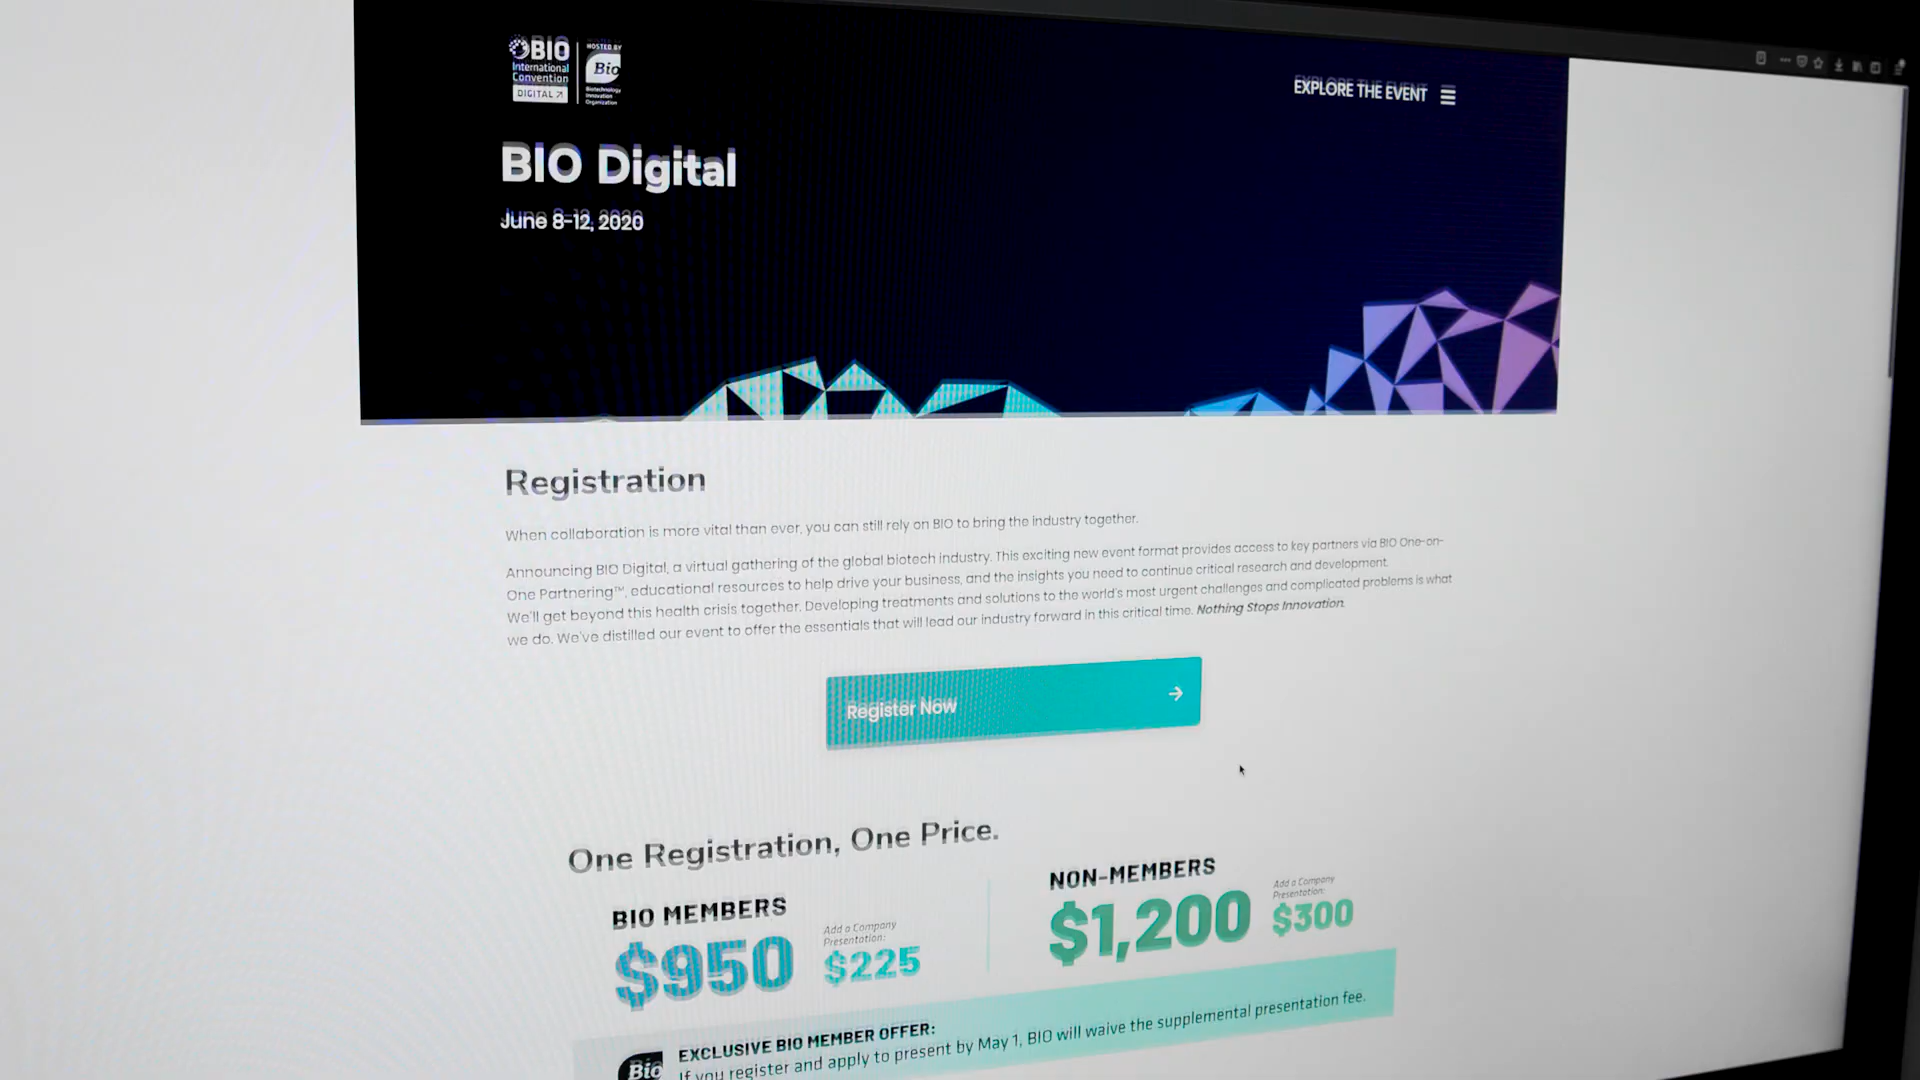 BIO
International
Convention
DIGITAL
HOSTED BY
Bio
Biotechnology
Innovation
Organization
EXPLORE THE EVENT
BIO Digital
June 8-12, 2020
Registration
When collaboration is more vital than ever, you can still rely on BIO to bring the industry together.
Announcing BIO Digital, a virtual gathering of the global biotech industry. This exciting new event format provides access to key partners via BIO One-on-
One Partnering™, educational resources to help drive your business, and the insights you need to continue critical research and development.
We'll get beyond this health crisis together. Developing treatments and solutions to the world's most urgent challenges and complicated problems is what
we do. We've distilled our event to offer the essentials that will lead our industry forward in this critical time. Nothing Stops Innovation.
Register Now
One Registration, One Price.
BIO MEMBERS
$950
Add a Company
Presentation:
$225
NON-MEMBERS
$1,200
Add a Company
Presentation:
$300
Bio
EXCLUSIVE BIO MEMBER OFFER:
If you register and apply to present by May 1, BIO will waive the supplemental presentation fee.